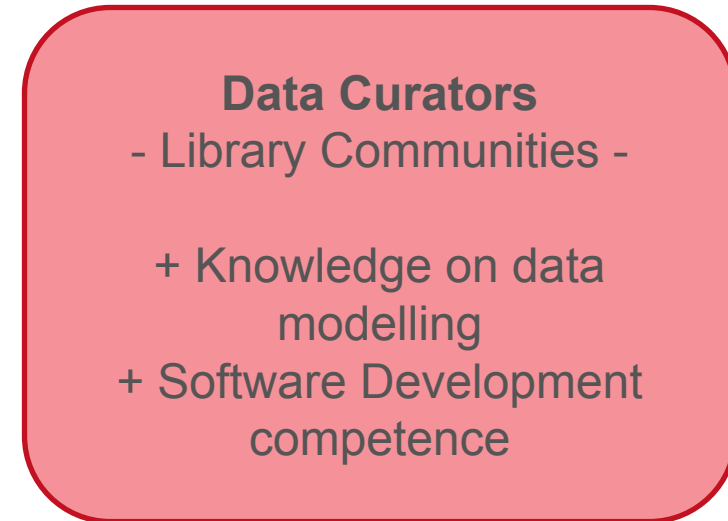 Data Curators
- Library Communities -
+ Knowledge on data
modelling
+ Software Development
competence